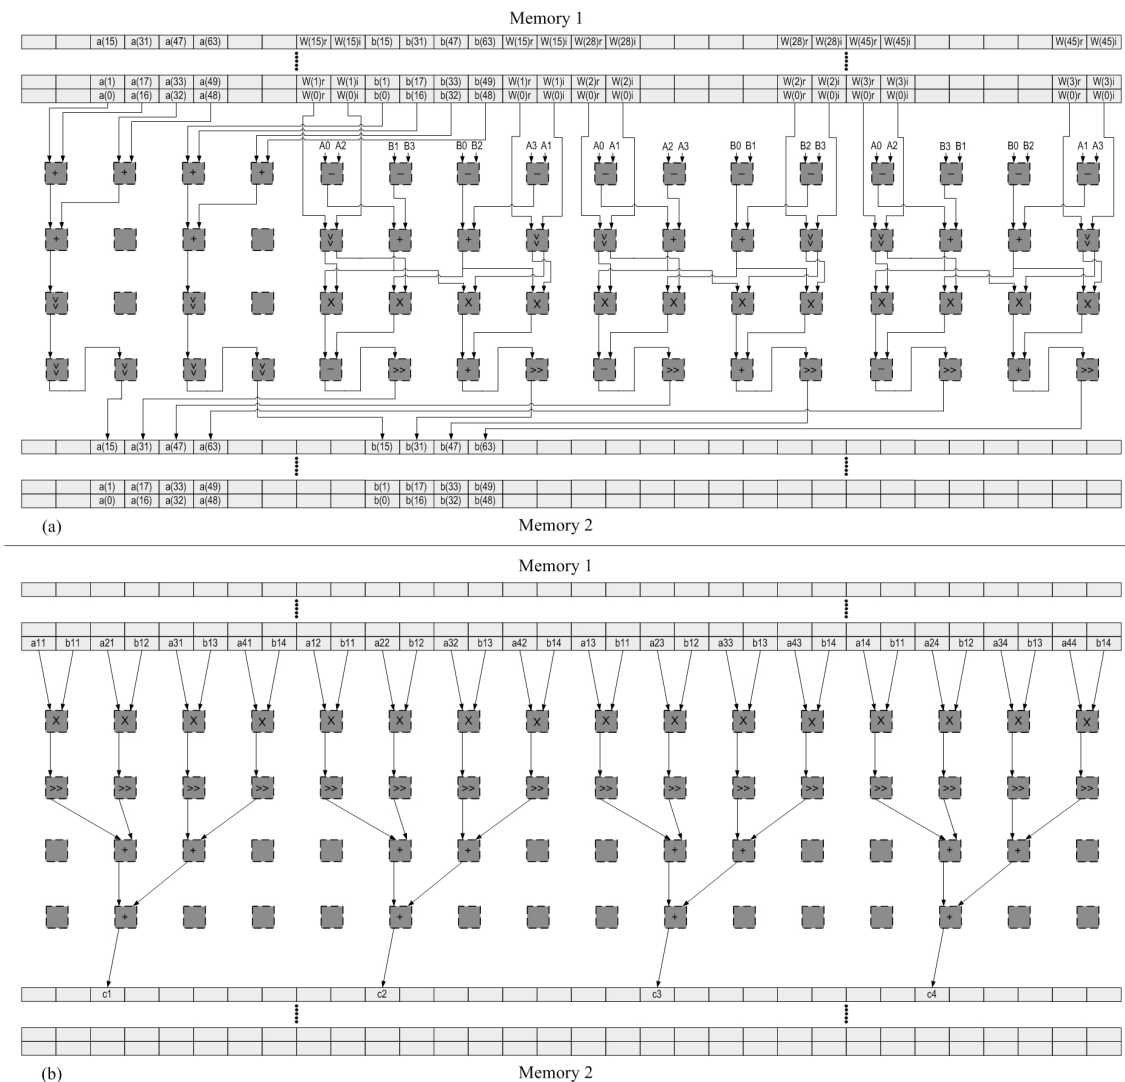 Memory 1
a(15) a(31) a(47) a(63) W(15)r W(15)i b(15) b(31) b(47) b(63) W(15)r W(15)i W(28)r W(28)i W(28)r W(28)i W(45)r W(45)i W(45)r W(45)i
a(1) a(17) a(33) a(49) W(1)r W(1)i b(1) b(17) b(33) b(49) W(1)r W(1)i W(2)r W(2)i W(2)r W(2)i W(3)r W(3)i W(3)r W(3)i
a(0) a(16) a(32) a(48) W(0)r W(0)i b(0) b(16) b(32) b(48) W(0)r W(0)i W(0)r W(0)i W(0)r W(0)i W(0)r W(0)i W(0)r W(0)i
A0 A2 B1 B3 B0 B2 A3 A1 A0 A1 A2 A3 B0 B1 B2 B3 A0 A2 B3 B1 B0 B2 A1 A3
+ + + + − − − − − − − − − − − −
+ + >> + + >> >> + + >> >> + + >>
>> >> X X X X X X X X X X X X
>> >> >> >> − >> + >> − >> + >> − >> + >>
a(15) a(31) a(47) a(63) b(15) b(31) b(47) b(63)
a(1) a(17) a(33) a(49) b(1) b(17) b(33) b(49)
a(0) a(16) a(32) a(48) b(0) b(16) b(32) b(48)
(a) Memory 2
Memory 1
a11 b11 a21 b12 a31 b13 a41 b14 a12 b11 a22 b12 a32 b13 a42 b14 a13 b11 a23 b12 a33 b13 a43 b14 a14 b11 a24 b12 a34 b13 a44 b14
X X X X X X X X X X X X X X X X
>> >> >> >> >> >> >> >> >> >> >> >> >> >> >> >>
+ + + + + + + +
+ + + +
c1 c2 c3 c4
(b) Memory 2